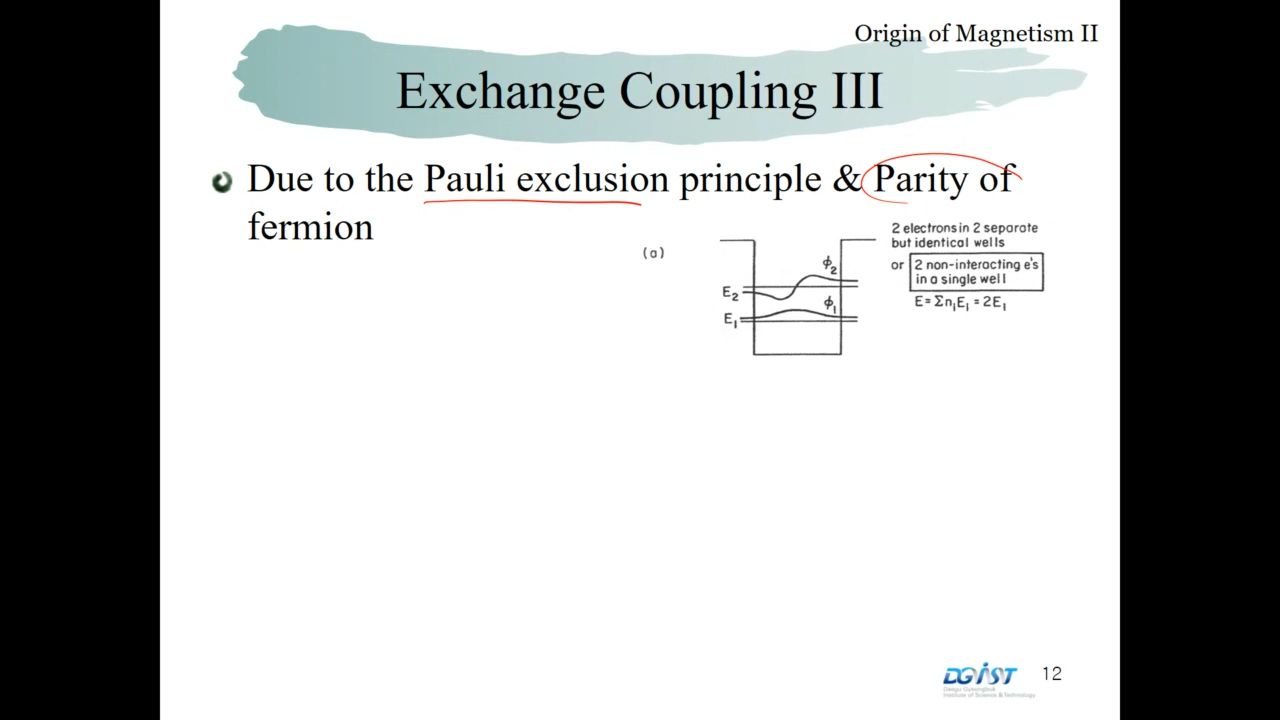 Origin of Magnetism II
Exchange Coupling III
Due to the Pauli exclusion principle & Parity of
fermion
(a)
E₂
E₁
ϕ₂
ϕ₁
2 electrons in 2 separate
but identical wells
or 2 non-interacting e's
in a single well
E = ΣnᵢEᵢ = 2E₁
DGIST
Daegu Gyeongbuk
Institute of Science & Technology
12